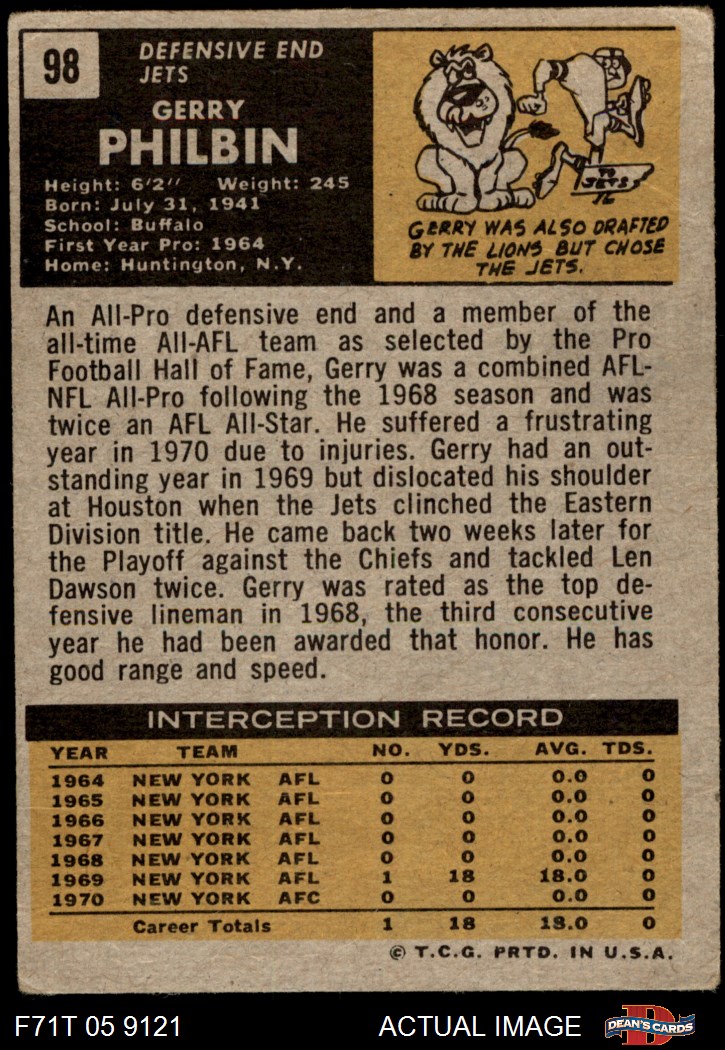 98
DEFENSIVE END
JETS
GERRY
PHILBIN
Height: 6'2" Weight: 245
Born: July 31, 1941
School: Buffalo
First Year Pro: 1964
Home: Huntington, N.Y.
TO
JETS
GERRY WAS ALSO DRAFTED
BY THE LIONS BUT CHOSE
THE JETS.
An All-Pro defensive end and a member of the
all-time All-AFL team as selected by the Pro
Football Hall of Fame, Gerry was a combined AFL-
NFL All-Pro following the 1968 season and was
twice an AFL All-Star. He suffered a frustrating
year in 1970 due to injuries. Gerry had an out-
standing year in 1969 but dislocated his shoulder
at Houston when the Jets clinched the Eastern
Division title. He came back two weeks later for
the Playoff against the Chiefs and tackled Len
Dawson twice. Gerry was rated as the top de-
fensive lineman in 1968, the third consecutive
year he had been awarded that honor. He has
good range and speed.
INTERCEPTION RECORD
YEAR TEAM NO. YDS. AVG. TDS.
1964 NEW YORK AFL 0 0 0.0 0
1965 NEW YORK AFL 0 0 0.0 0
1966 NEW YORK AFL 0 0 0.0 0
1967 NEW YORK AFL 0 0 0.0 0
1968 NEW YORK AFL 0 0 0.0 0
1969 NEW YORK AFL 1 18 18.0 0
1970 NEW YORK AFC 0 0 0.0 0
Career Totals 1 18 18.0 0
© T.C.G. PRTD. IN U.S.A.
F71T 05 9121 ACTUAL IMAGE
D
DEAN'S CARDS